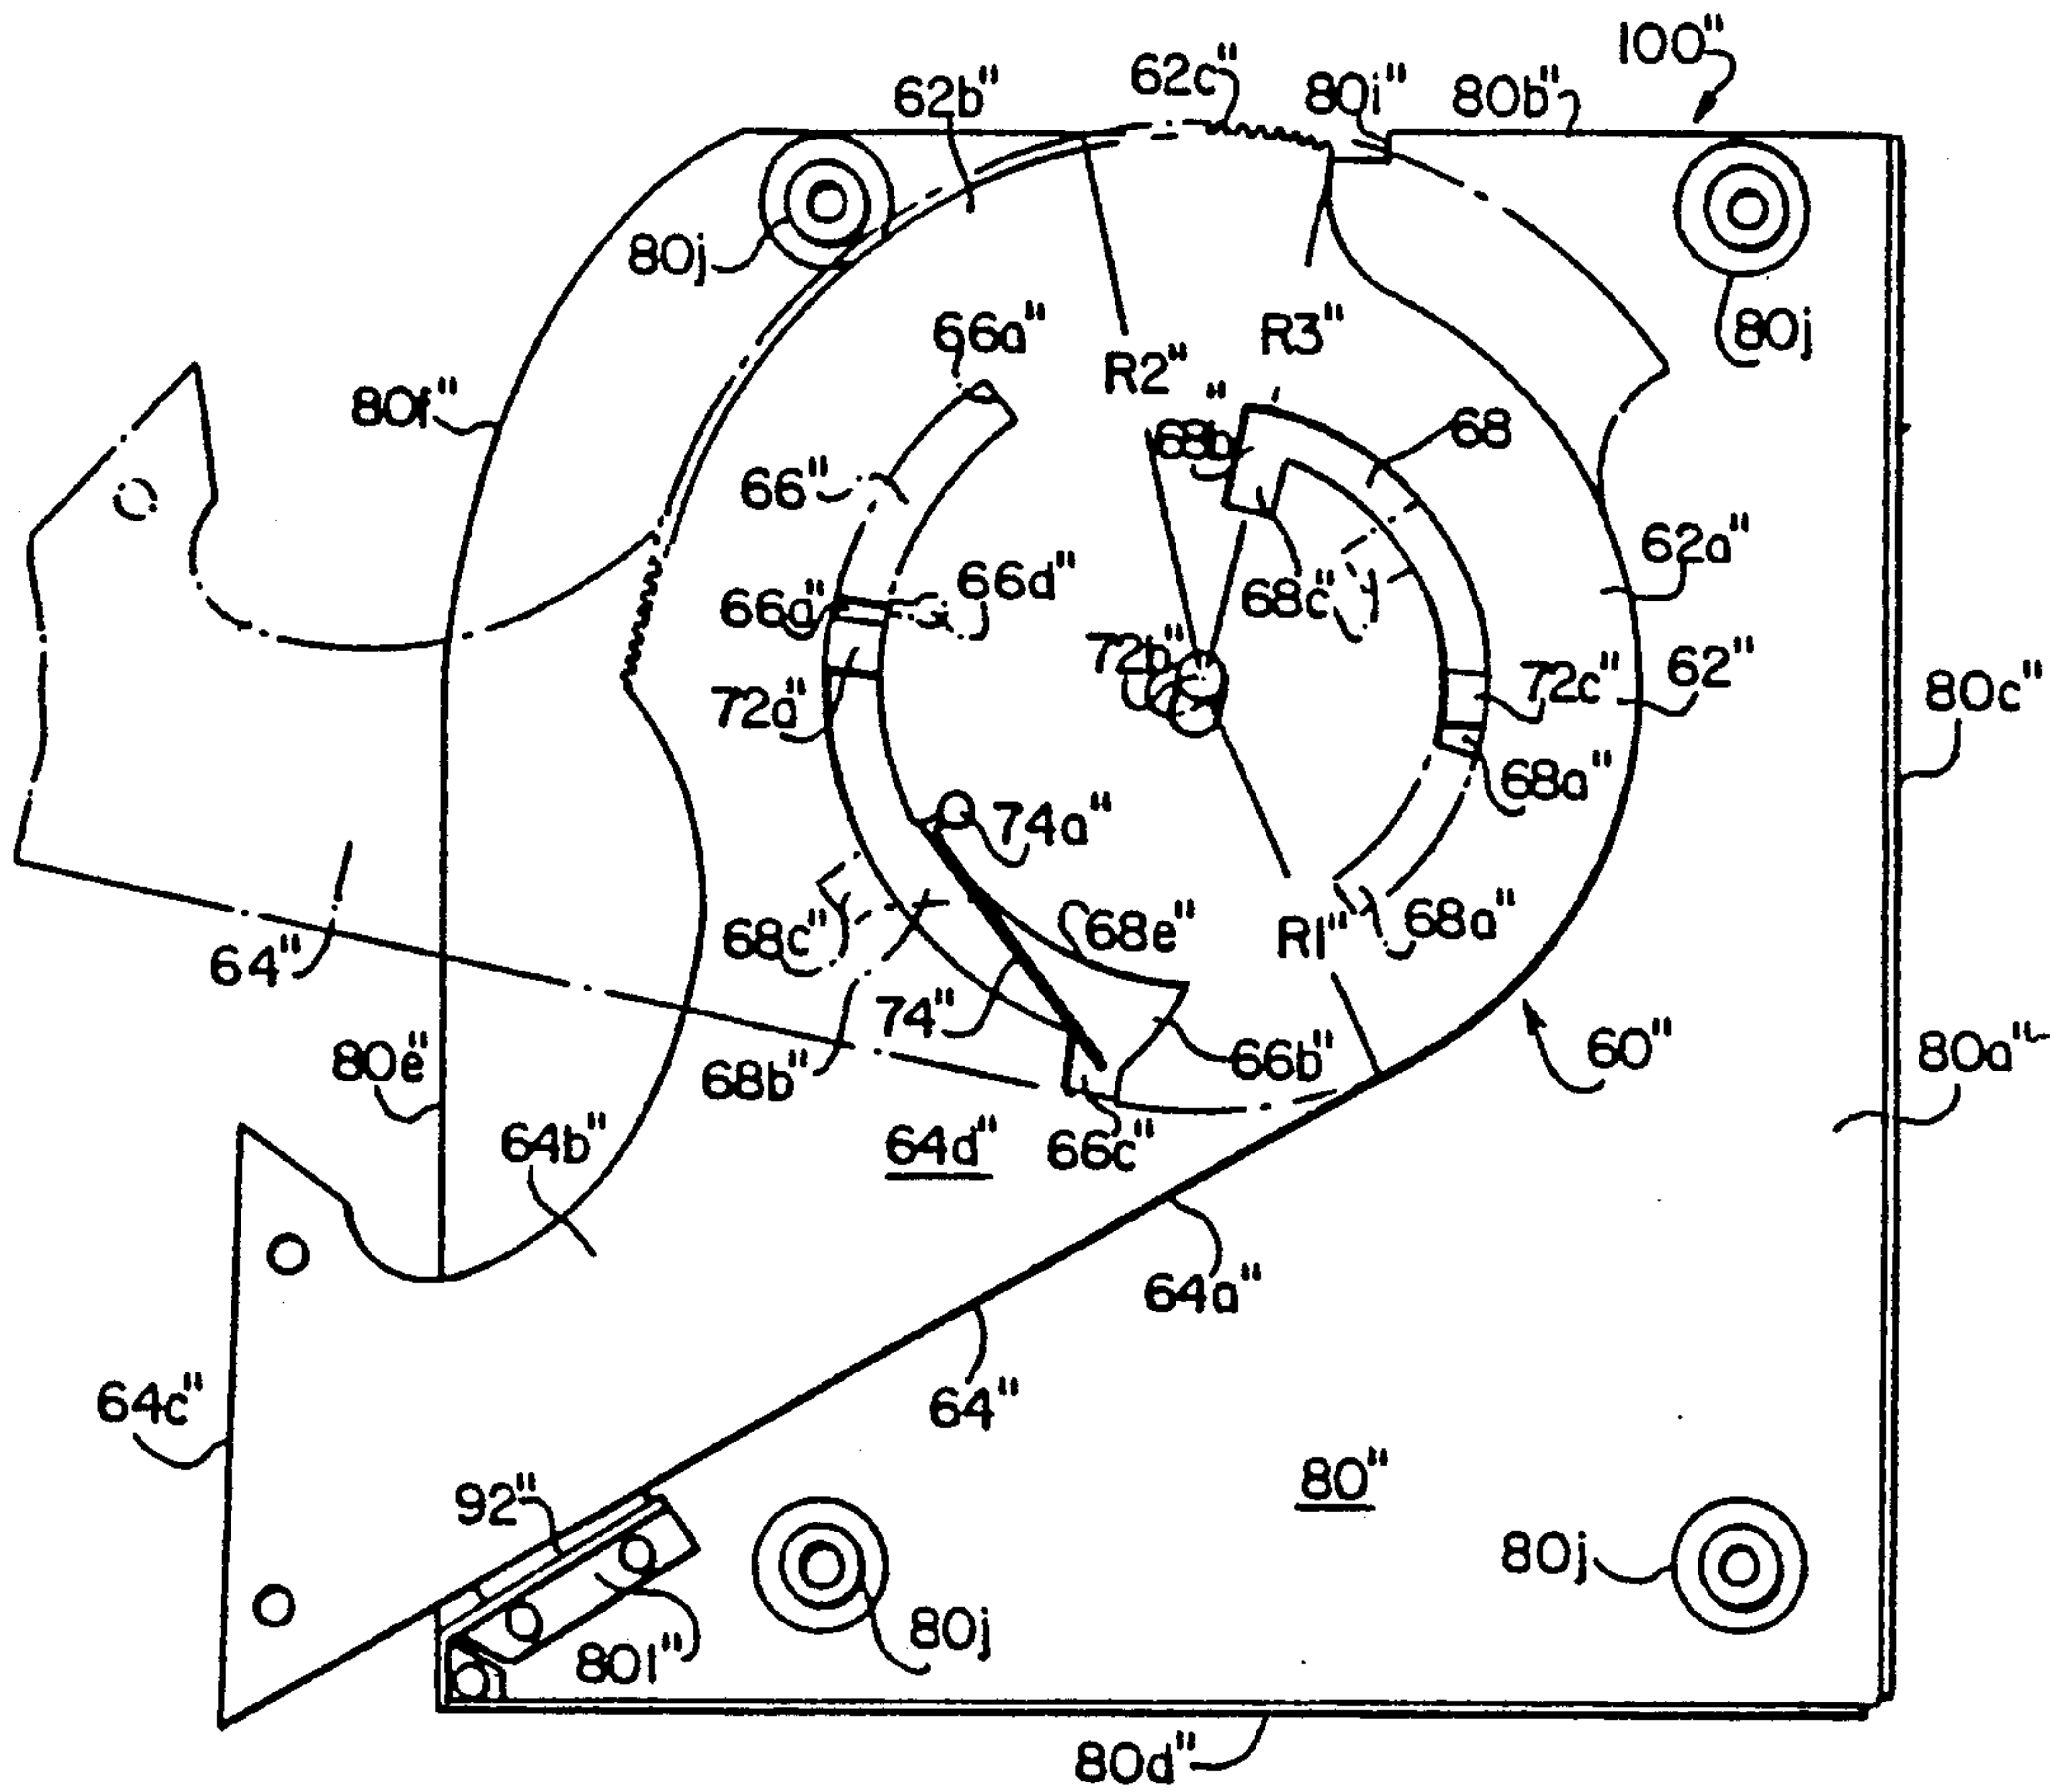 100"
62b"
62c"
80i"
80b"
80j
80j
66a"
R2"
R3"
80f"
68b"
68
66"
62a"
66a"
66d"
68c"
72b"
72c"
62"
80c"
72a"
68a"
74a"
68c"
68e"
R1"
68a"
64"
74"
66b"
60"
80a"
80e"
68b"
64b"
64d"
66c"
64a"
64c"
64"
92"
80"
80j
80j
80l"
80d"